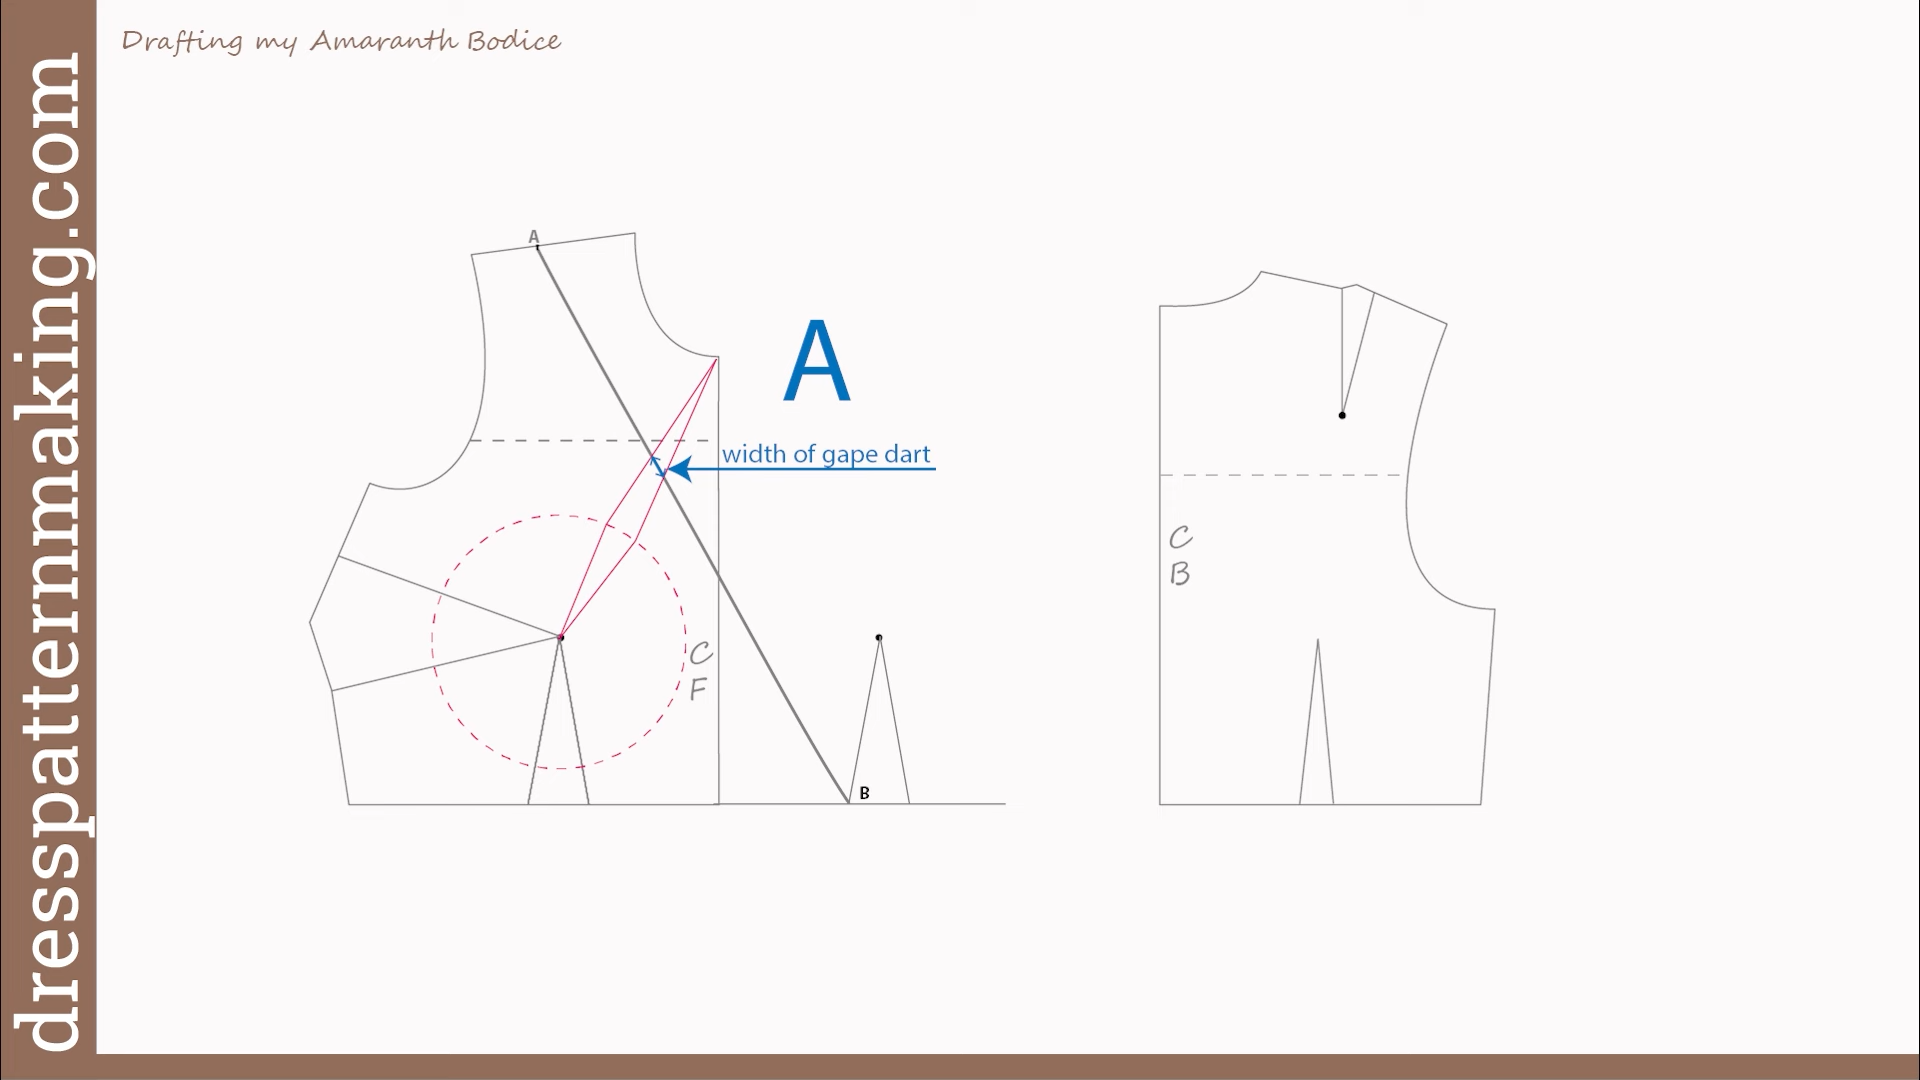 Drafting my Amaranth Bodice
dresspatternmaking.com
A
A
width of gape dart
C
F
B
C
B